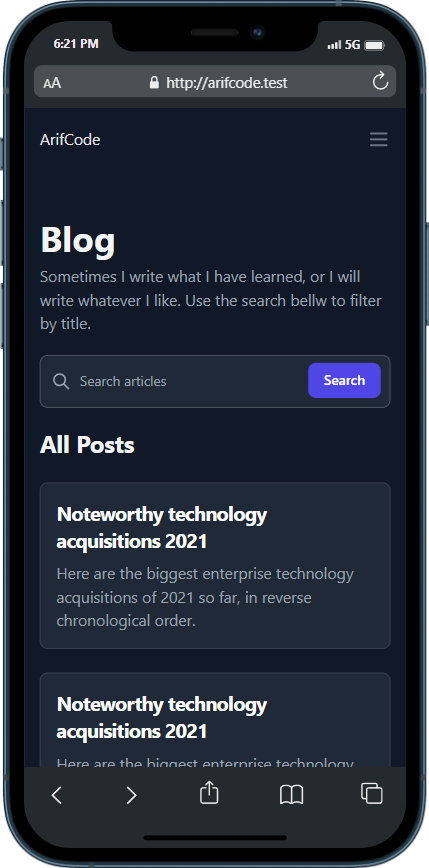 6:21 PM 5G
AA http://arifcode.test
ArifCode
Blog
Sometimes I write what I have learned, or I will
write whatever I like. Use the search bellw to filter
by title.
Search articles Search
All Posts
Noteworthy technology
acquisitions 2021
Here are the biggest enterprise technology
acquisitions of 2021 so far, in reverse
chronological order.
Noteworthy technology
acquisitions 2021
Here are the biggest enterprise technology